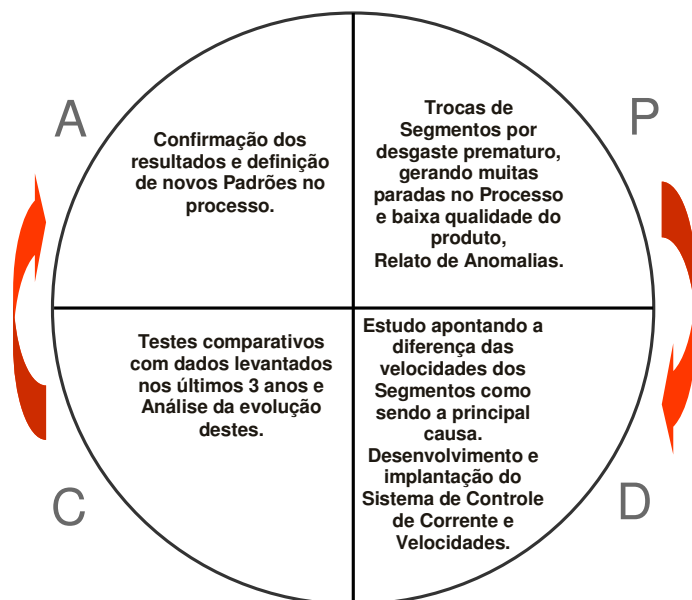 A
Confirmação dos
resultados e definição
de novos Padrões no
processo.
P
Trocas de
Segmentos por
desgaste prematuro,
gerando muitas
paradas no Processo
e baixa qualidade do
produto,
Relato de Anomalias.
C
Testes comparativos
com dados levantados
nos últimos 3 anos e
Análise da evolução
destes.
D
Estudo apontando a
diferença das
velocidades dos
Segmentos como
sendo a principal
causa.
Desenvolvimento e
implantação do
Sistema de Controle
de Corrente e
Velocidades.